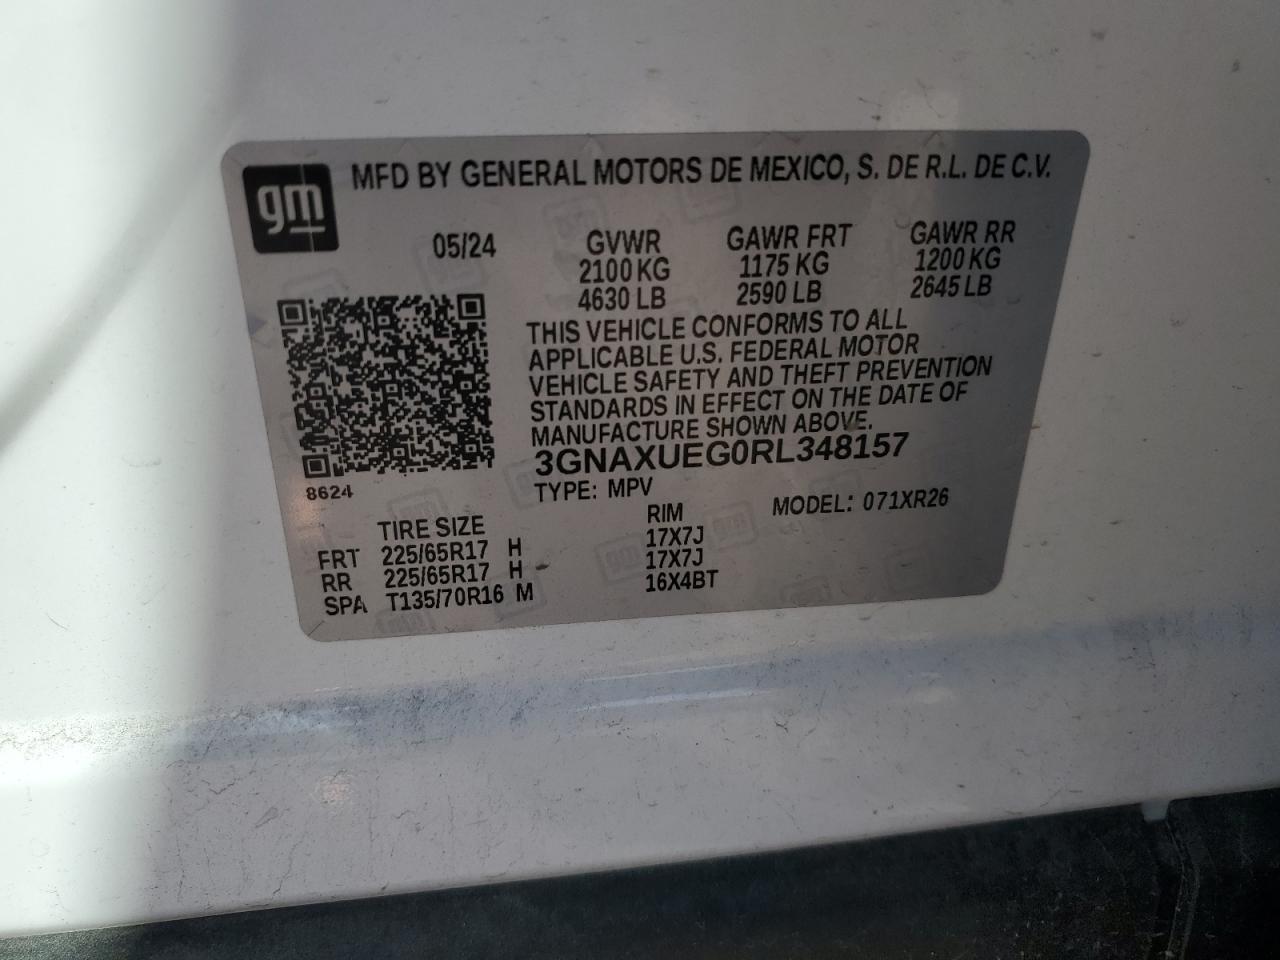 gm
MFD BY GENERAL MOTORS DE MEXICO, S. DE R.L. DE C.V.
05/24 GVWR GAWR FRT GAWR RR
2100 KG 1175 KG 1200 KG
4630 LB 2590 LB 2645 LB
THIS VEHICLE CONFORMS TO ALL
APPLICABLE U.S. FEDERAL MOTOR
VEHICLE SAFETY AND THEFT PREVENTION
STANDARDS IN EFFECT ON THE DATE OF
MANUFACTURE SHOWN ABOVE.
3GNAXUEG0RL348157
8624 TYPE: MPV MODEL: 071XR26
TIRE SIZE RIM
FRT 225/65R17 H 17X7J
RR 225/65R17 H 17X7J
SPA T135/70R16 M 16X4BT